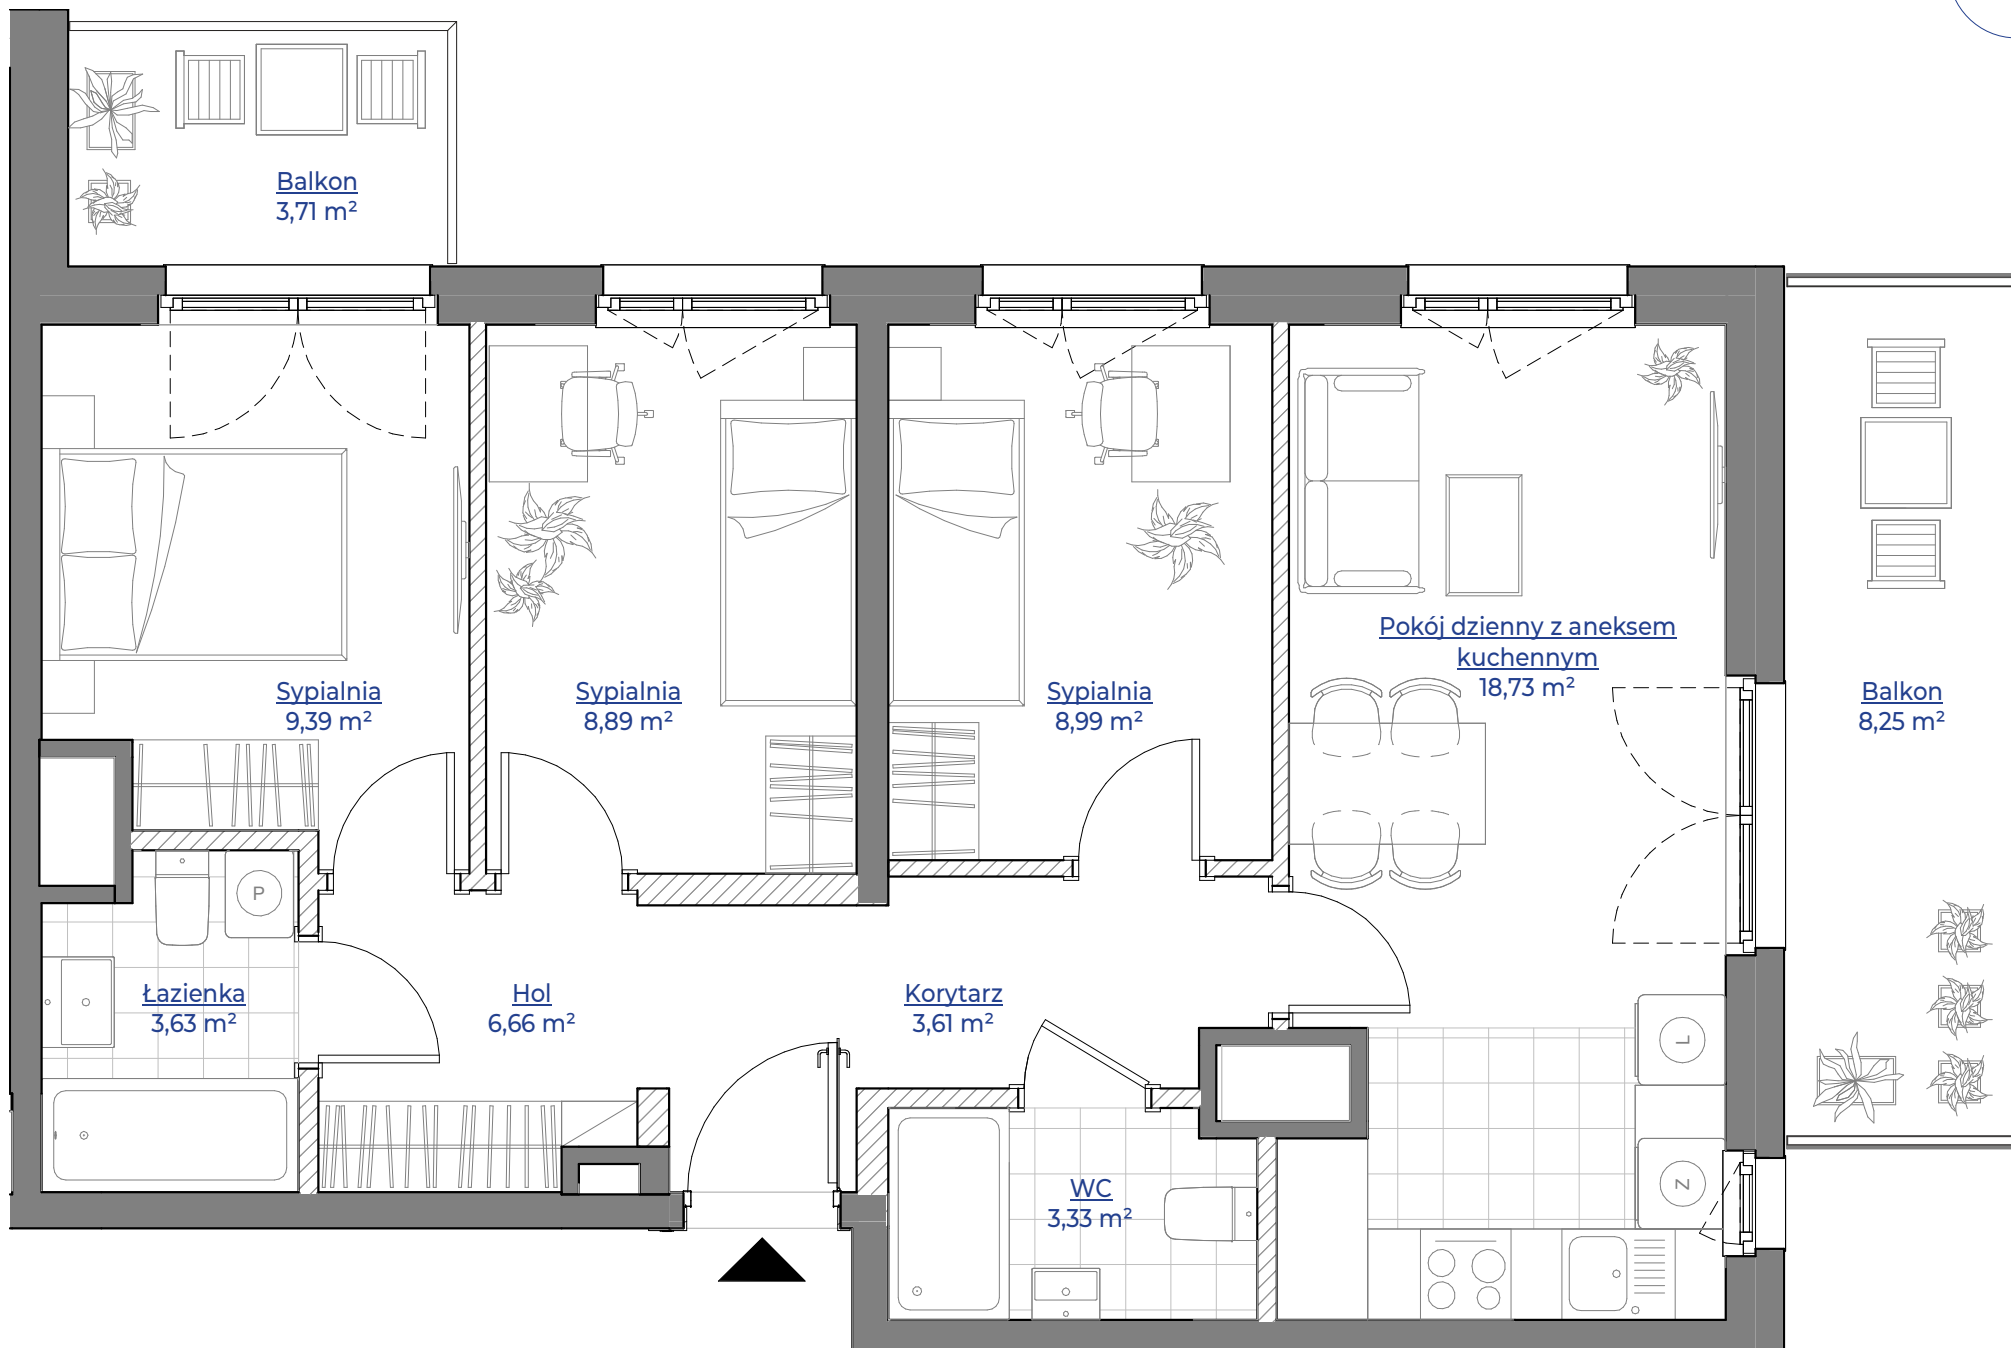 Balkon
3,71 m²
Sypialnia
9,39 m²
Sypialnia
8,89 m²
Sypialnia
8,99 m²
Pokój dzienny z aneksem
kuchennym
18,73 m²
Balkon
8,25 m²
P
Łazienka
3,63 m²
Hol
6,66 m²
Korytarz
3,61 m²
L
Z
WC
3,33 m²